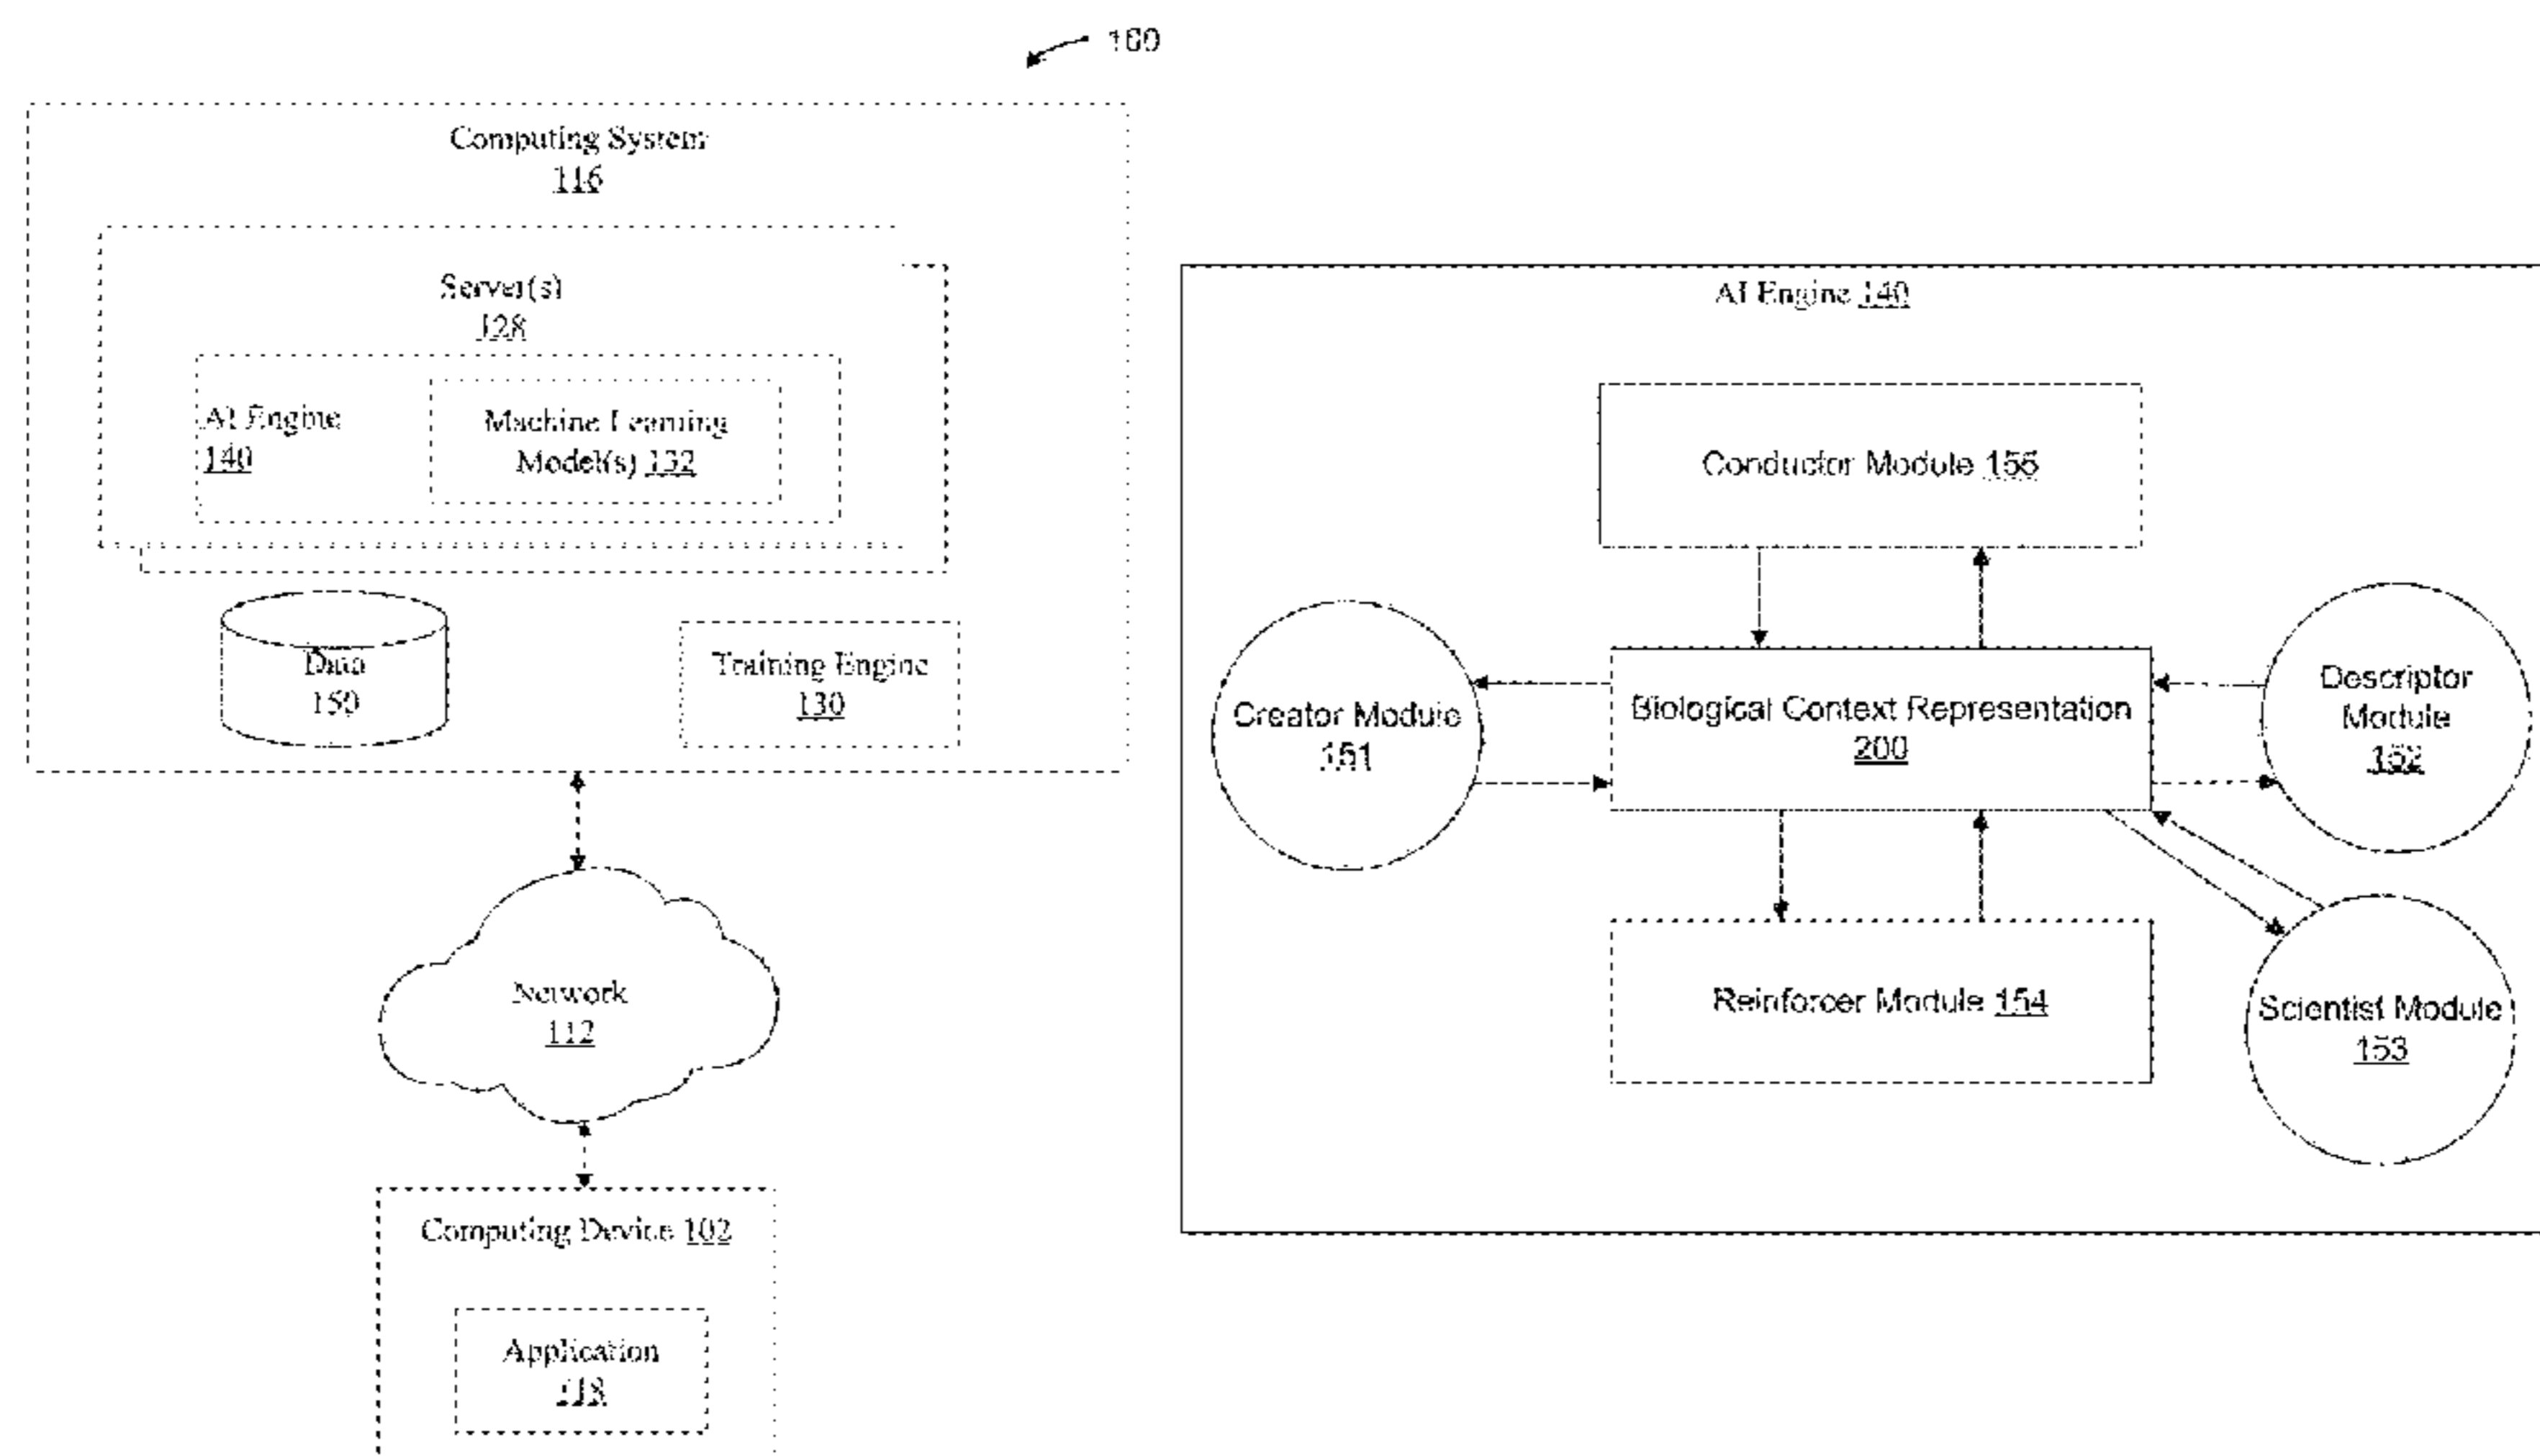 100
Computing System
116
Server(s)
128
AI Engine
140
Machine Learning
Model(s) 132
Data
150
Training Engine
130
Network
112
Computing Device 102
Application
118
AI Engine 140
Conductor Module 155
Creator Module
151
Biological Context Representation
200
Descriptor
Module
152
Reinforcer Module 154
Scientist Module
153